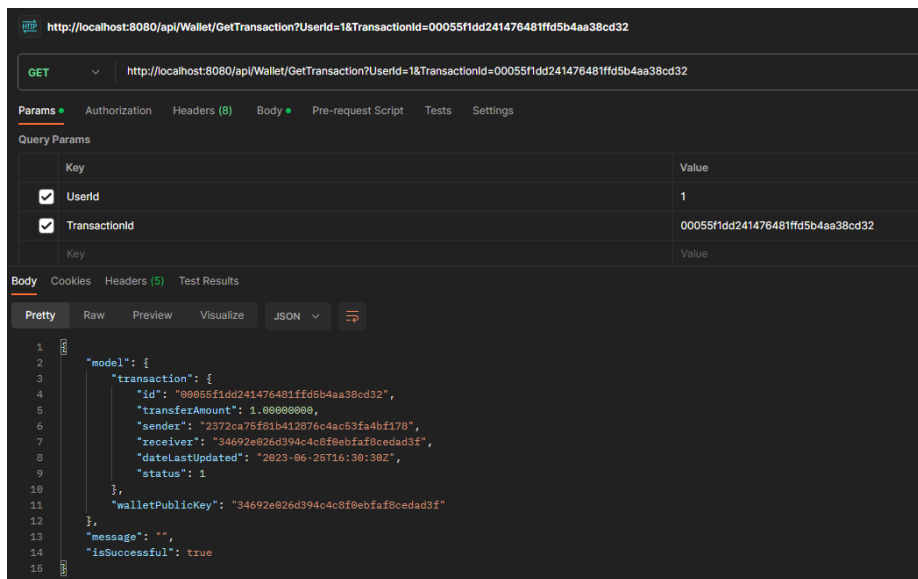 HTTP http://localhost:8080/api/Wallet/GetTransaction?UserId=1&TransactionId=00055f1dd241476481ffd5b4aa38cd32
GET http://localhost:8080/api/Wallet/GetTransaction?UserId=1&TransactionId=00055f1dd241476481ffd5b4aa38cd32
Params Authorization Headers (8) Body Pre-request Script Tests Settings
Query Params
Key Value
UserId 1
TransactionId 00055f1dd241476481ffd5b4aa38cd32
Key Value
Body Cookies Headers (5) Test Results
Pretty Raw Preview Visualize JSON
1 {
2 "model": {
3 "transaction": {
4 "id": "00055f1dd241476481ffd5b4aa38cd32",
5 "transferAmount": 1.00000000,
6 "sender": "2372ca75f81b412876c4ac53fa4bf178",
7 "receiver": "34692e026d394c4c8f0ebfaf8cedad3f",
8 "dateLastUpdated": "2023-06-25T16:30:30Z",
9 "status": 1
10 },
11 "walletPublicKey": "34692e026d394c4c8f0ebfaf8cedad3f"
12 },
13 "message": "",
14 "isSuccessful": true
15 }